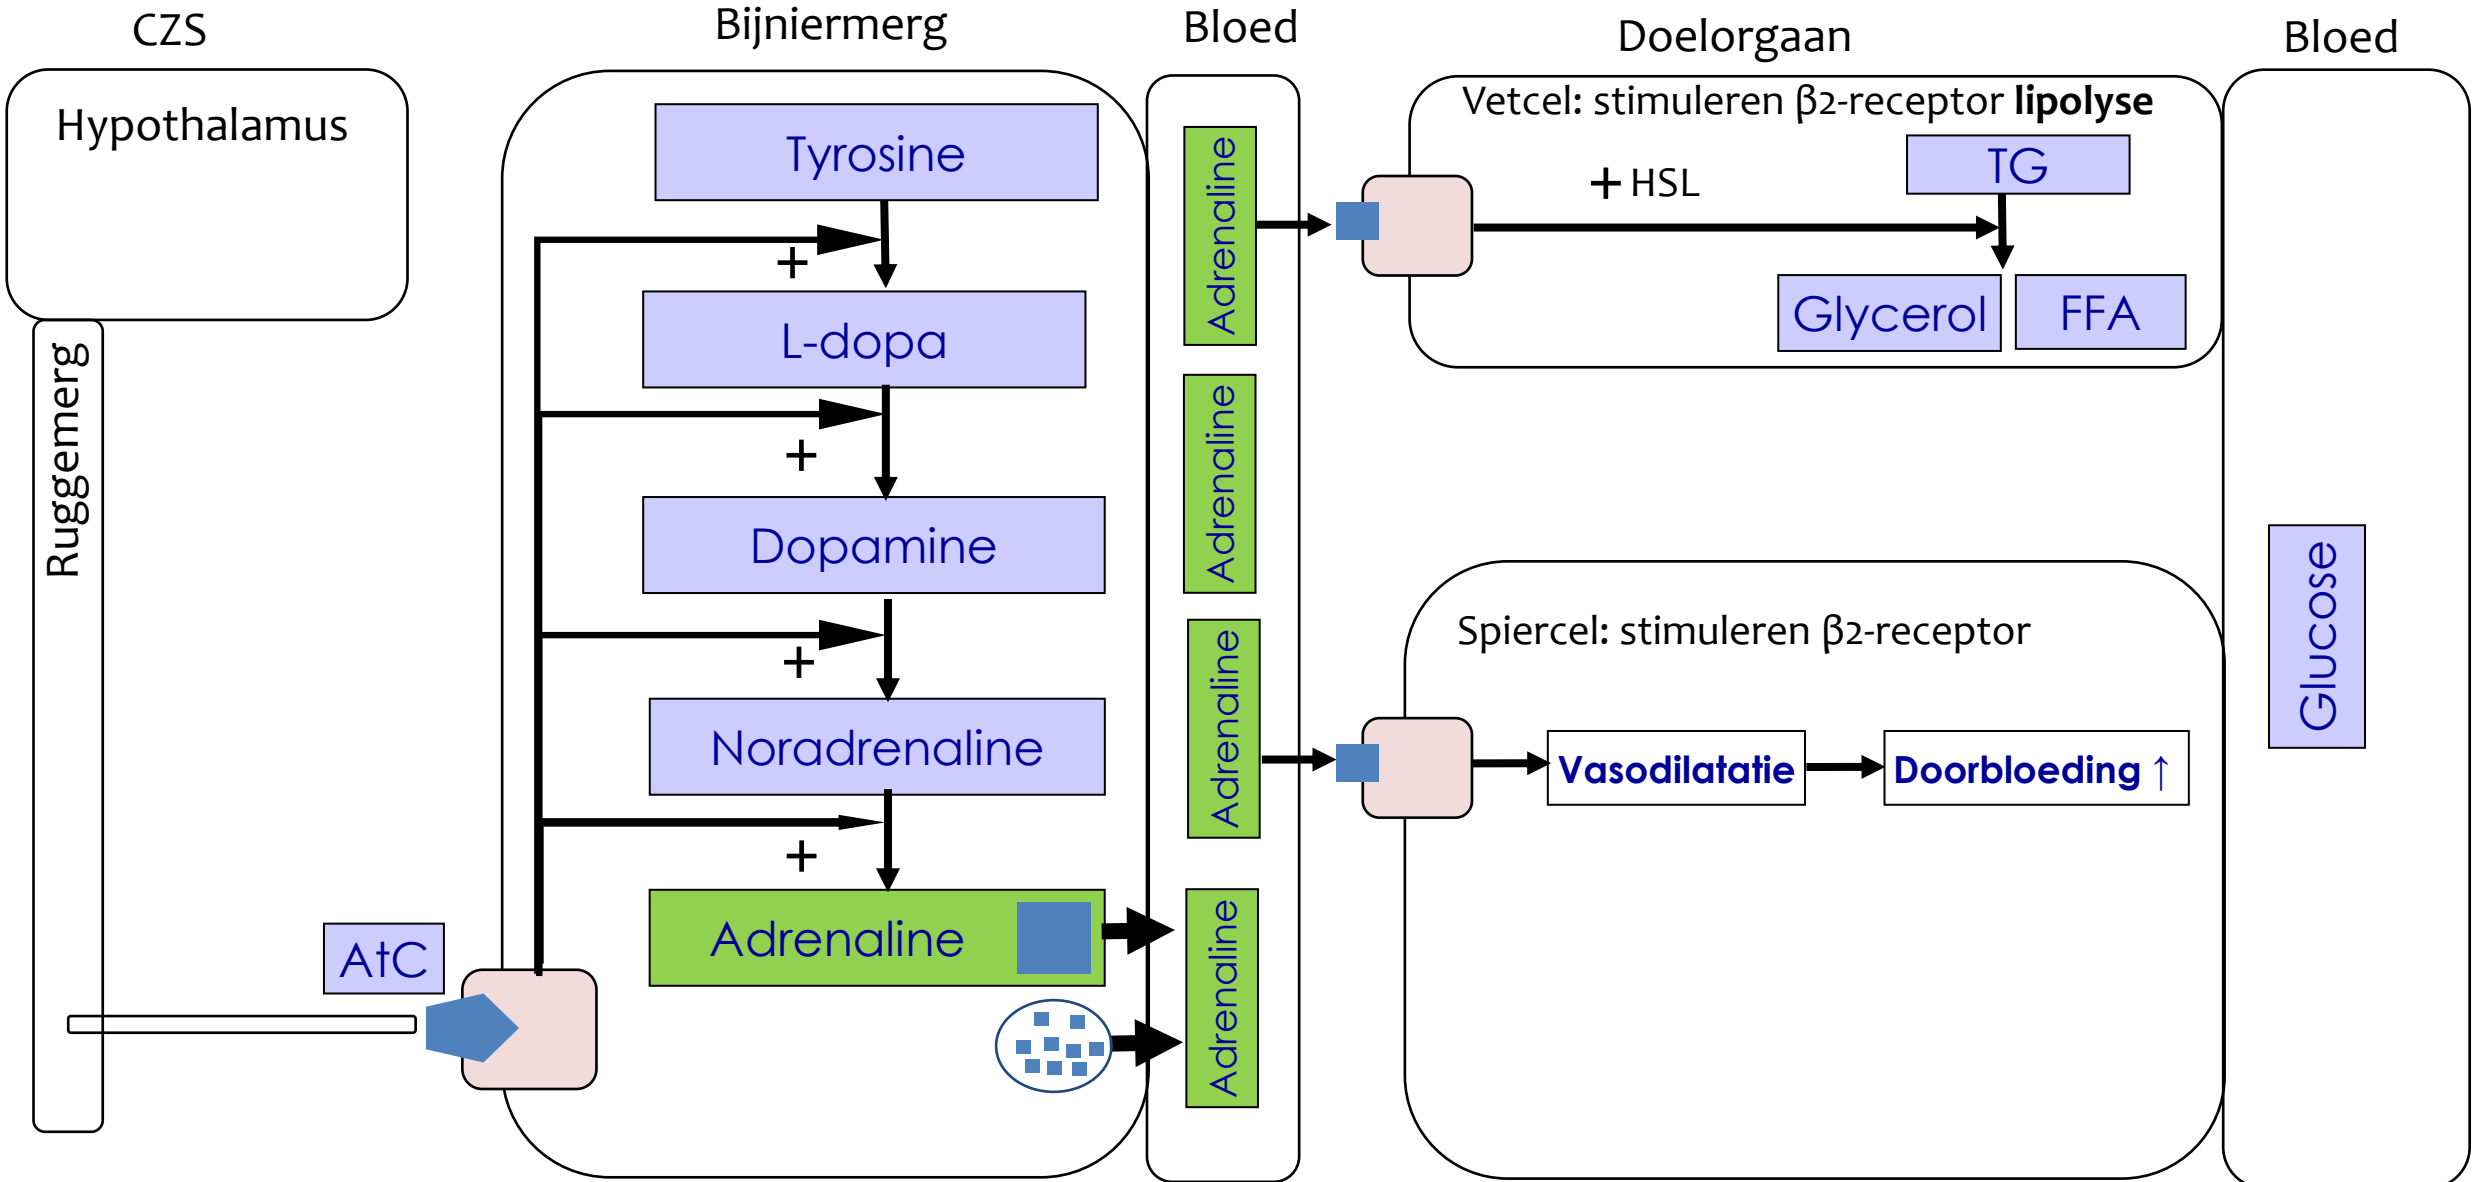 CZS
Bijniermerg
Bloed
Doelorgaan
Bloed
Hypothalamus
Ruggemerg
AtC
Tyrosine
+
L-dopa
+
Dopamine
+
Noradrenaline
+
Adrenaline
Adrenaline
Adrenaline
Adrenaline
Adrenaline
Vetcel: stimuleren β2-receptor lipolyse
+ HSL
TG
Glycerol
FFA
Spiercel: stimuleren β2-receptor
Vasodilatatie
Doorbloeding ↑
Glucose